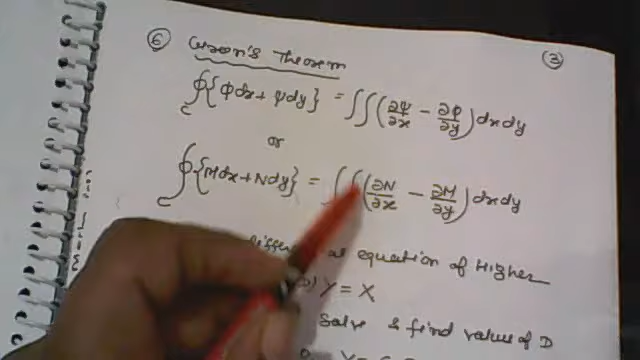 ⑥ Green's Theorem ③
∮c {ϕdx + ψdy} = ∫∫ (∂ψ/∂x − ∂ϕ/∂y) dxdy
or
∮c {Mdx + Ndy} = ∫∫ (∂N/∂x − ∂M/∂y) dxdy
equation of Higher
Y = X
Solve & find value of D